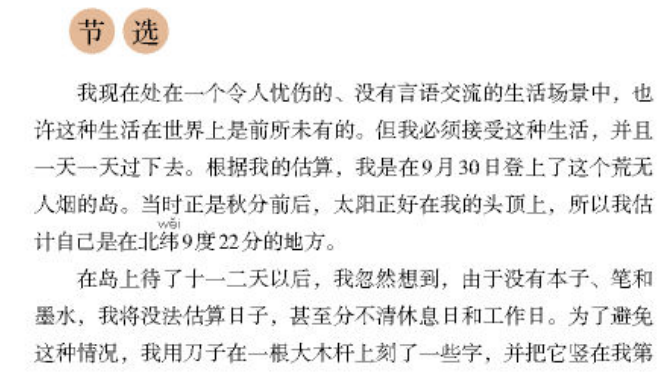 节选
我现在处在一个令人忧伤的、没有言语交流的生活场景中，也
许这种生活在世界上是前所未有的。但我必须接受这种生活，并且
一天一天过下去。根据我的估算，我是在9月30日登上了这个荒无
人烟的岛。当时正是秋分前后，太阳正好在我的头顶上，所以我估
wěi
计自己是在北纬9度22分的地方。
在岛上待了十一二天以后，我忽然想到，由于没有本子、笔和
墨水，我将没法估算日子，甚至分不清休息日和工作日。为了避免
这种情况，我用刀子在一根大木杆上刻了一些字，并把它竖在我第